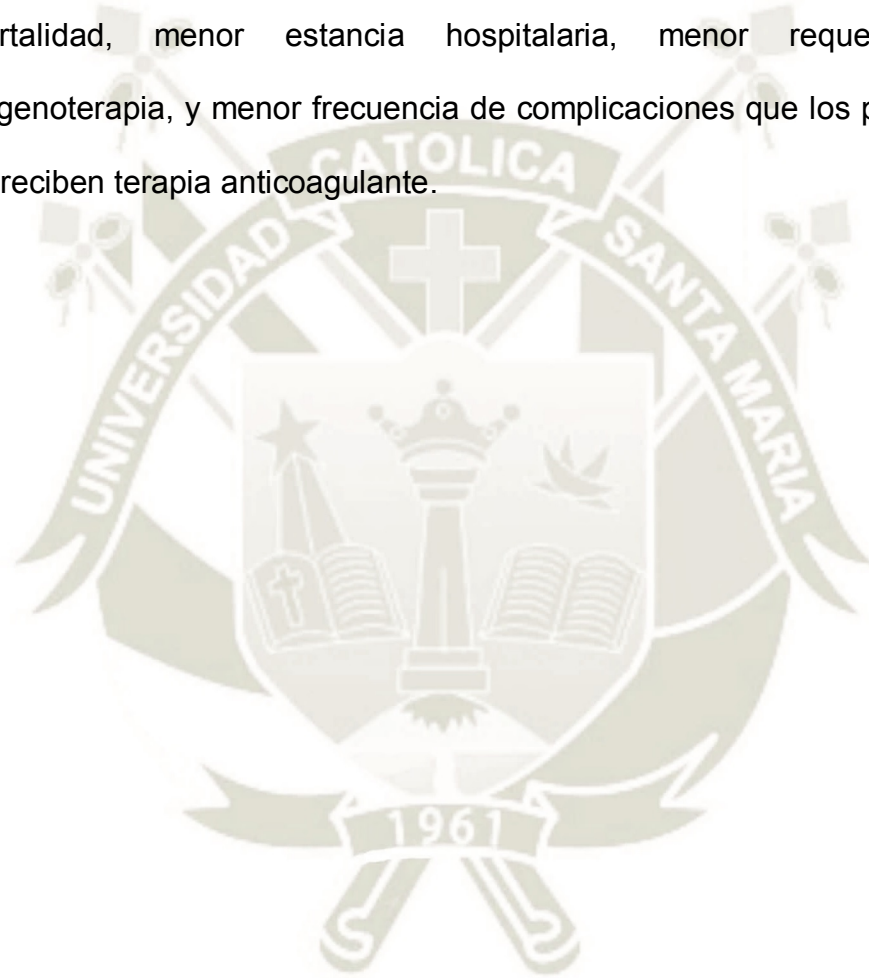 rtalidad, menor estancia hospitalaria, menor reque
genoterapia, y menor frecuencia de complicaciones que los p
reciben terapia anticoagulante.
UNIVERSIDAD CATOLICA SANTA MARIA
1961